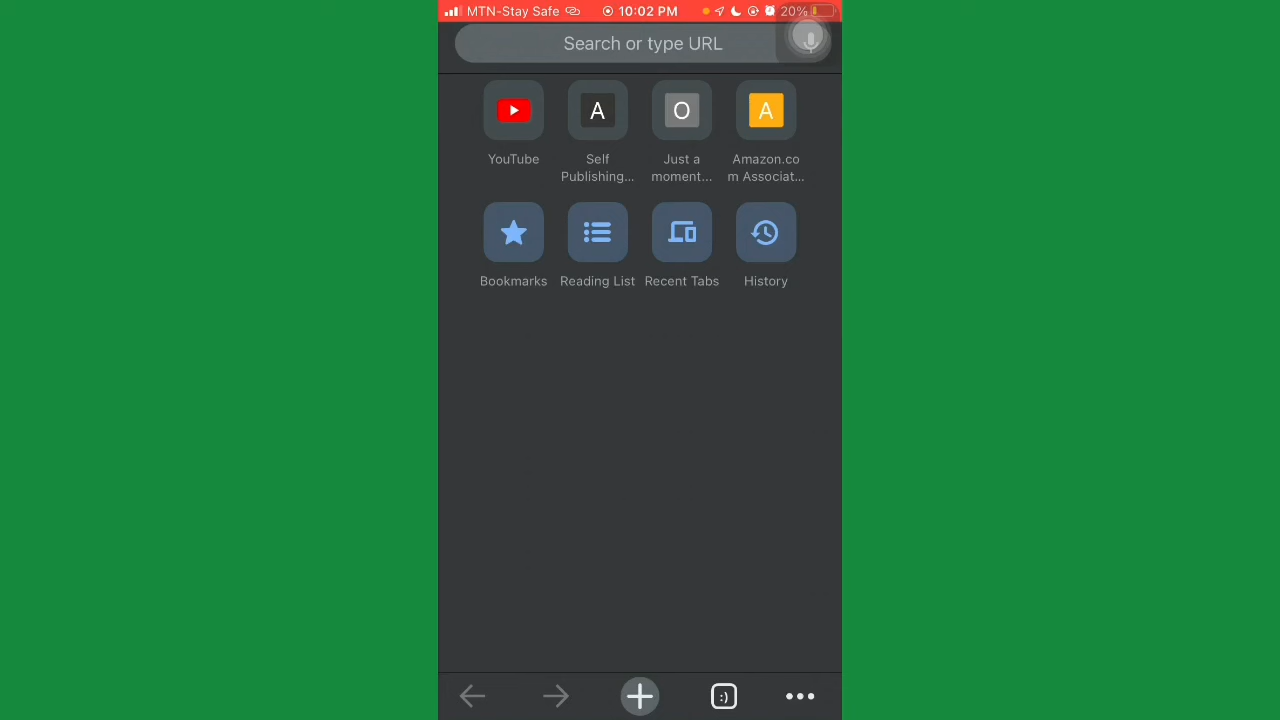 MTN-Stay Safe 10:02 PM 20%
Search or type URL
A O A
YouTube Self Publishing... Just a moment... Amazon.com Associat...
Bookmarks Reading List Recent Tabs History
:)